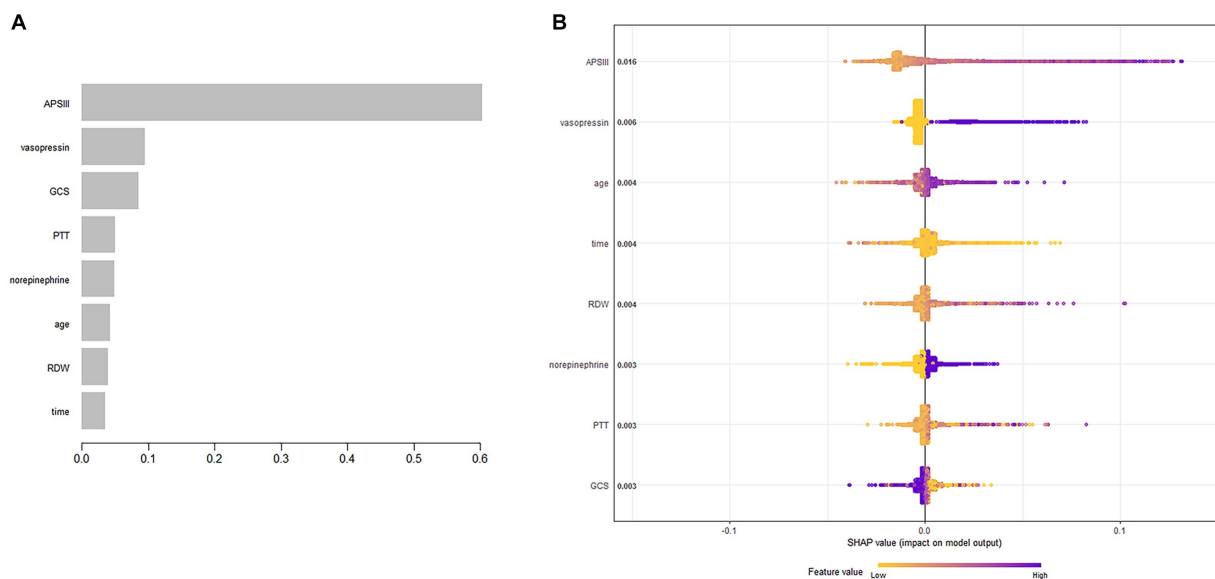 A
APSIII
vasopressin
GCS
PTT
norepinephrine
age
RDW
time
0.0 0.1 0.2 0.3 0.4 0.5 0.6
B
APSIII 0.016
vasopressin 0.006
age 0.004
time 0.004
RDW 0.004
norepinephrine 0.003
PTT 0.003
GCS 0.003
-0.1 0.0 0.1
SHAP value (impact on model output)
Feature value Low High